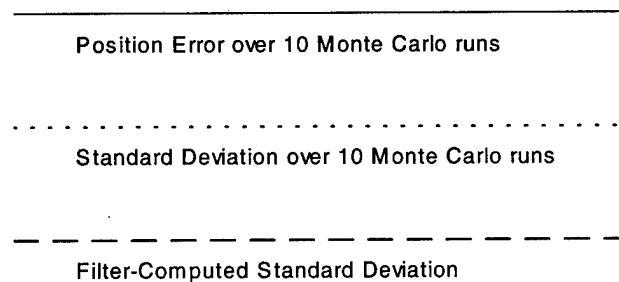 Position Error over 10 Monte Carlo runs
Standard Deviation over 10 Monte Carlo runs
Filter-Computed Standard Deviation